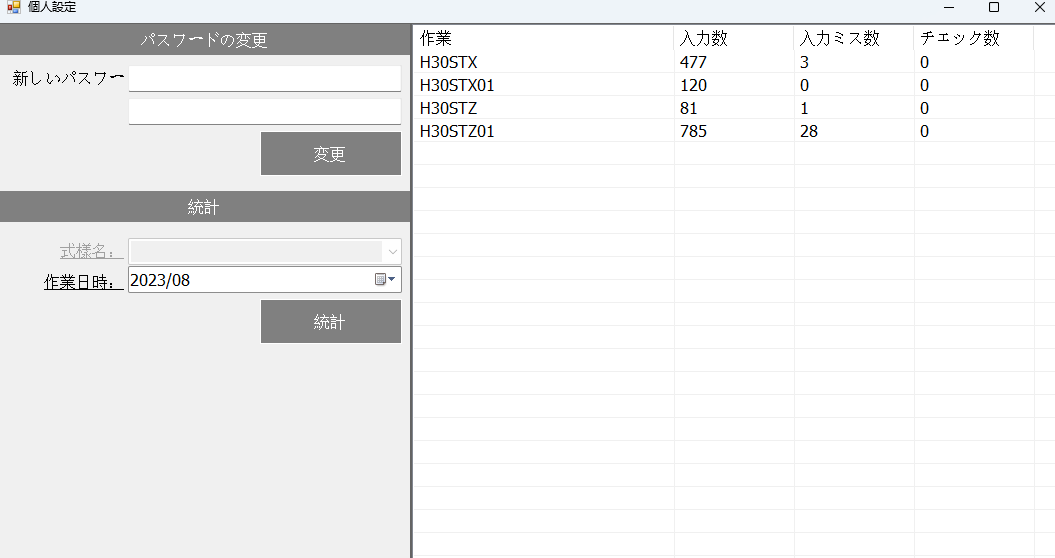 個人設定
パスワードの変更
新しいパスワー
変更
統計
式様名：
作業日時： 2023/08
統計
作業 入力数 入力ミス数 チェック数
H30STX 477 3 0
H30STX01 120 0 0
H30STZ 81 1 0
H30STZ01 785 28 0